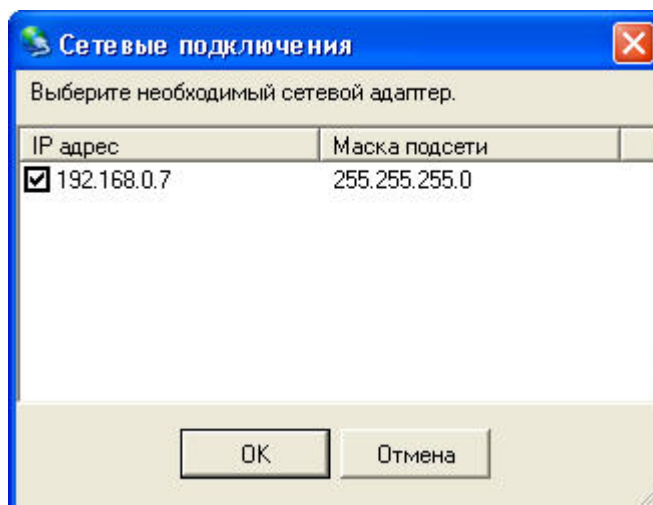 Сетевые подключения
Выберите необходимый сетевой адаптер.
IP адрес Маска подсети
192.168.0.7 255.255.255.0
OK Отмена